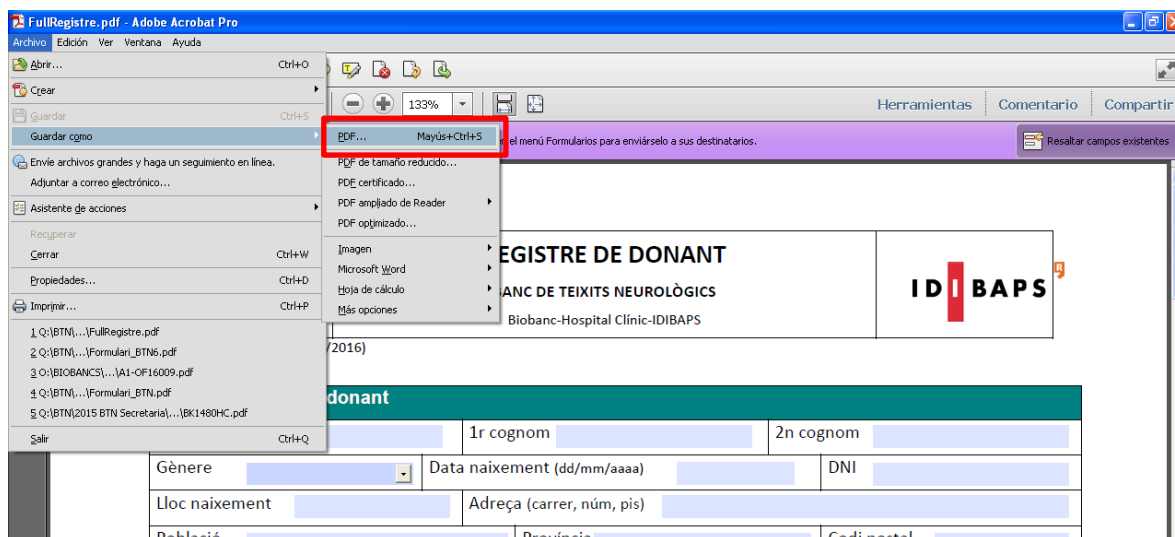 FullRegistre.pdf - Adobe Acrobat Pro
Archivo Edición Ver Ventana Ayuda
Abrir... Ctrl+O
Crear
Guardar Ctrl+S
Guardar como
Envíe archivos grandes y haga un seguimiento en línea.
Adjuntar a correo electrónico...
Asistente de acciones
Recuperar
Cerrar Ctrl+W
Propiedades... Ctrl+D
Imprimir... Ctrl+P
1 Q:\BTN\...\FullRegistre.pdf
2 Q:\BTN\...\Formulari_BTN6.pdf
3 O:\BIOBANCS\...\A1-OF16009.pdf
4 Q:\BTN\...\Formulari_BTN.pdf
5 Q:\BTN\2015 BTN Secretaria\...\BK1480HC.pdf
Salir Ctrl+Q
PDF... Mayús+Ctrl+S
PDF de tamaño reducido...
PDF certificado...
PDF ampliado de Reader
PDF optimizado...
Imagen
Microsoft Word
Hoja de cálculo
Más opciones
133%
Herramientas Comentario Compartir
el menú Formularios para enviárselo a sus destinatarios.
Resaltar campos existentes
EGISTRE DE DONANT
ANC DE TEIXITS NEUROLÒGICS
Biobanc-Hospital Clínic-IDIBAPS
IDIBAPS
/2016)
donant
1r cognom 2n cognom
Gènere Data naixement (dd/mm/aaaa) DNI
Lloc naixement Adreça (carrer, núm, pis)
Població Província Codi postal